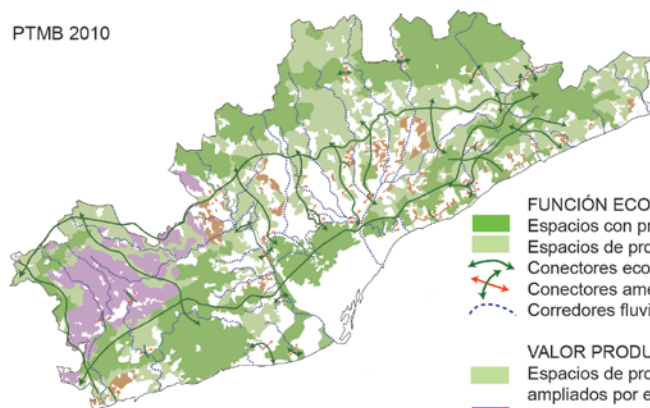 PTMB 2010
FUNCIÓN ECO
Espacios con pr
Espacios de pro
Conectores eco
Conectores ame
Corredores fluvi
VALOR PRODU
Espacios de pro
ampliados por e